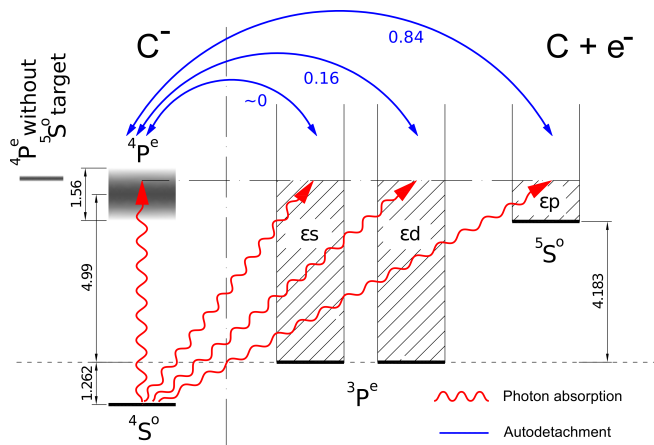 C⁻
C + e⁻
0.84
0.16
~0
⁴Pᵉ without
⁵Sᵒ target
⁴Pᵉ
1.56
4.99
1.262
εs
εd
εp
⁵Sᵒ
4.183
³Pᵉ
⁴Sᵒ
Photon absorption
Autodetachment